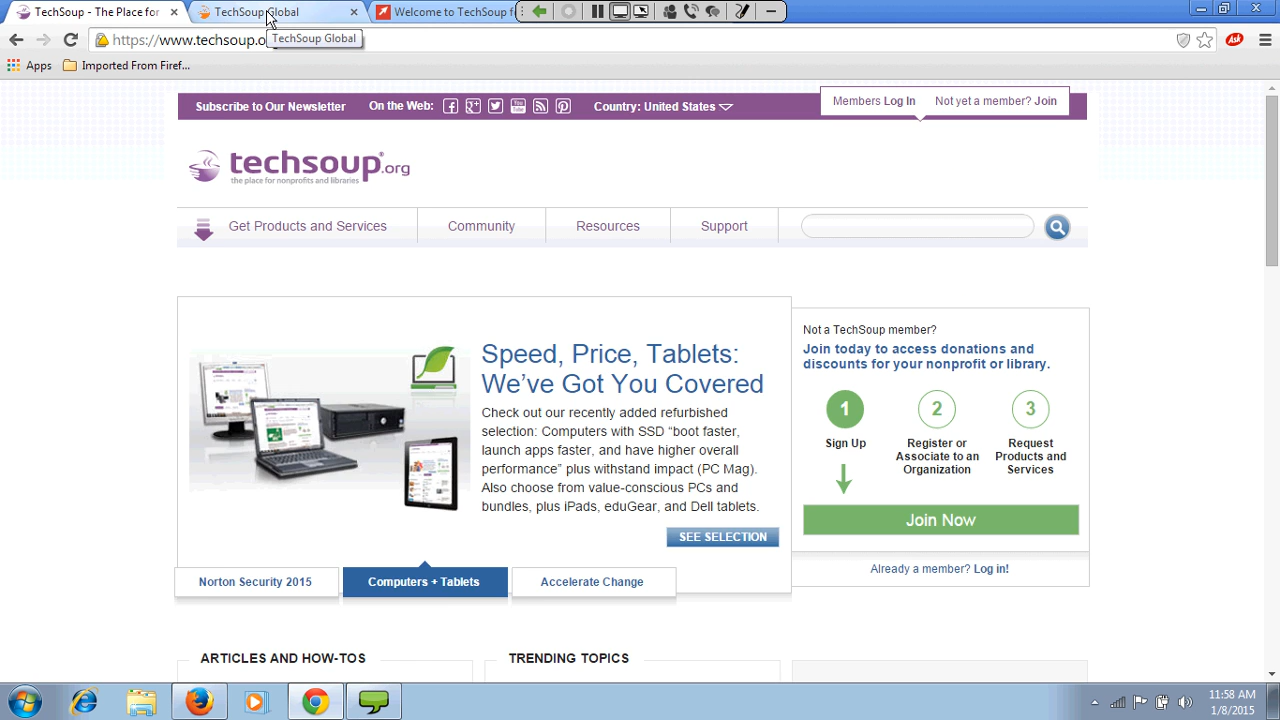 TechSoup - The Place for
TechSoup Global
Welcome to TechSoup f
https://www.techsoup.o
TechSoup Global
Apps
Imported From Firef...
Subscribe to Our Newsletter
On the Web:
Country: United States
Members Log In
Not yet a member? Join
techsoup.org
the place for nonprofits and libraries
Get Products and Services
Community
Resources
Support
Speed, Price, Tablets:
We've Got You Covered
Check out our recently added refurbished
selection: Computers with SSD "boot faster,
launch apps faster, and have higher overall
performance" plus withstand impact (PC Mag).
Also choose from value-conscious PCs and
bundles, plus iPads, eduGear, and Dell tablets.
SEE SELECTION
Norton Security 2015
Computers + Tablets
Accelerate Change
Not a TechSoup member?
Join today to access donations and
discounts for your nonprofit or library.
1
2
3
Sign Up
Register or
Associate to an
Organization
Request
Products and
Services
Join Now
Already a member? Log in!
ARTICLES AND HOW-TOS
TRENDING TOPICS
11:58 AM
1/8/2015